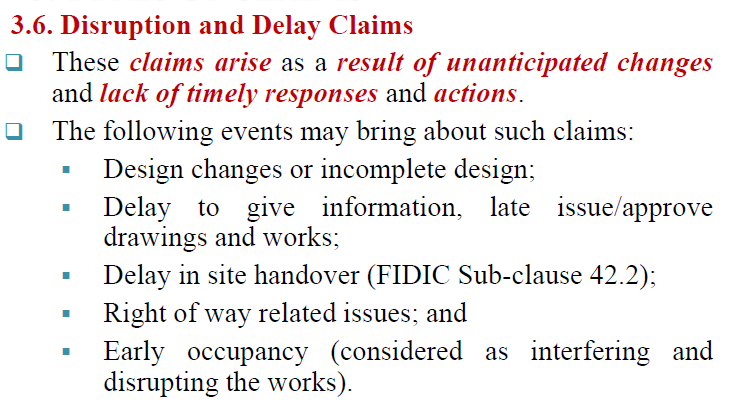 3.6. Disruption and Delay Claims
❑ These claims arise as a result of unanticipated changes
and lack of timely responses and actions.
❑ The following events may bring about such claims:
▪ Design changes or incomplete design;
▪ Delay to give information, late issue/approve
drawings and works;
▪ Delay in site handover (FIDIC Sub-clause 42.2);
▪ Right of way related issues; and
▪ Early occupancy (considered as interfering and
disrupting the works).